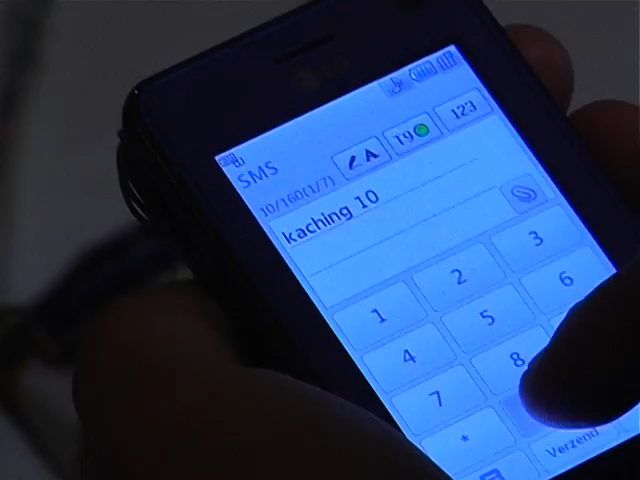 SMS
T9
123
10/160(1/7)
kaching 10
1 2 3
4 5 6
7 8
*
Verzend